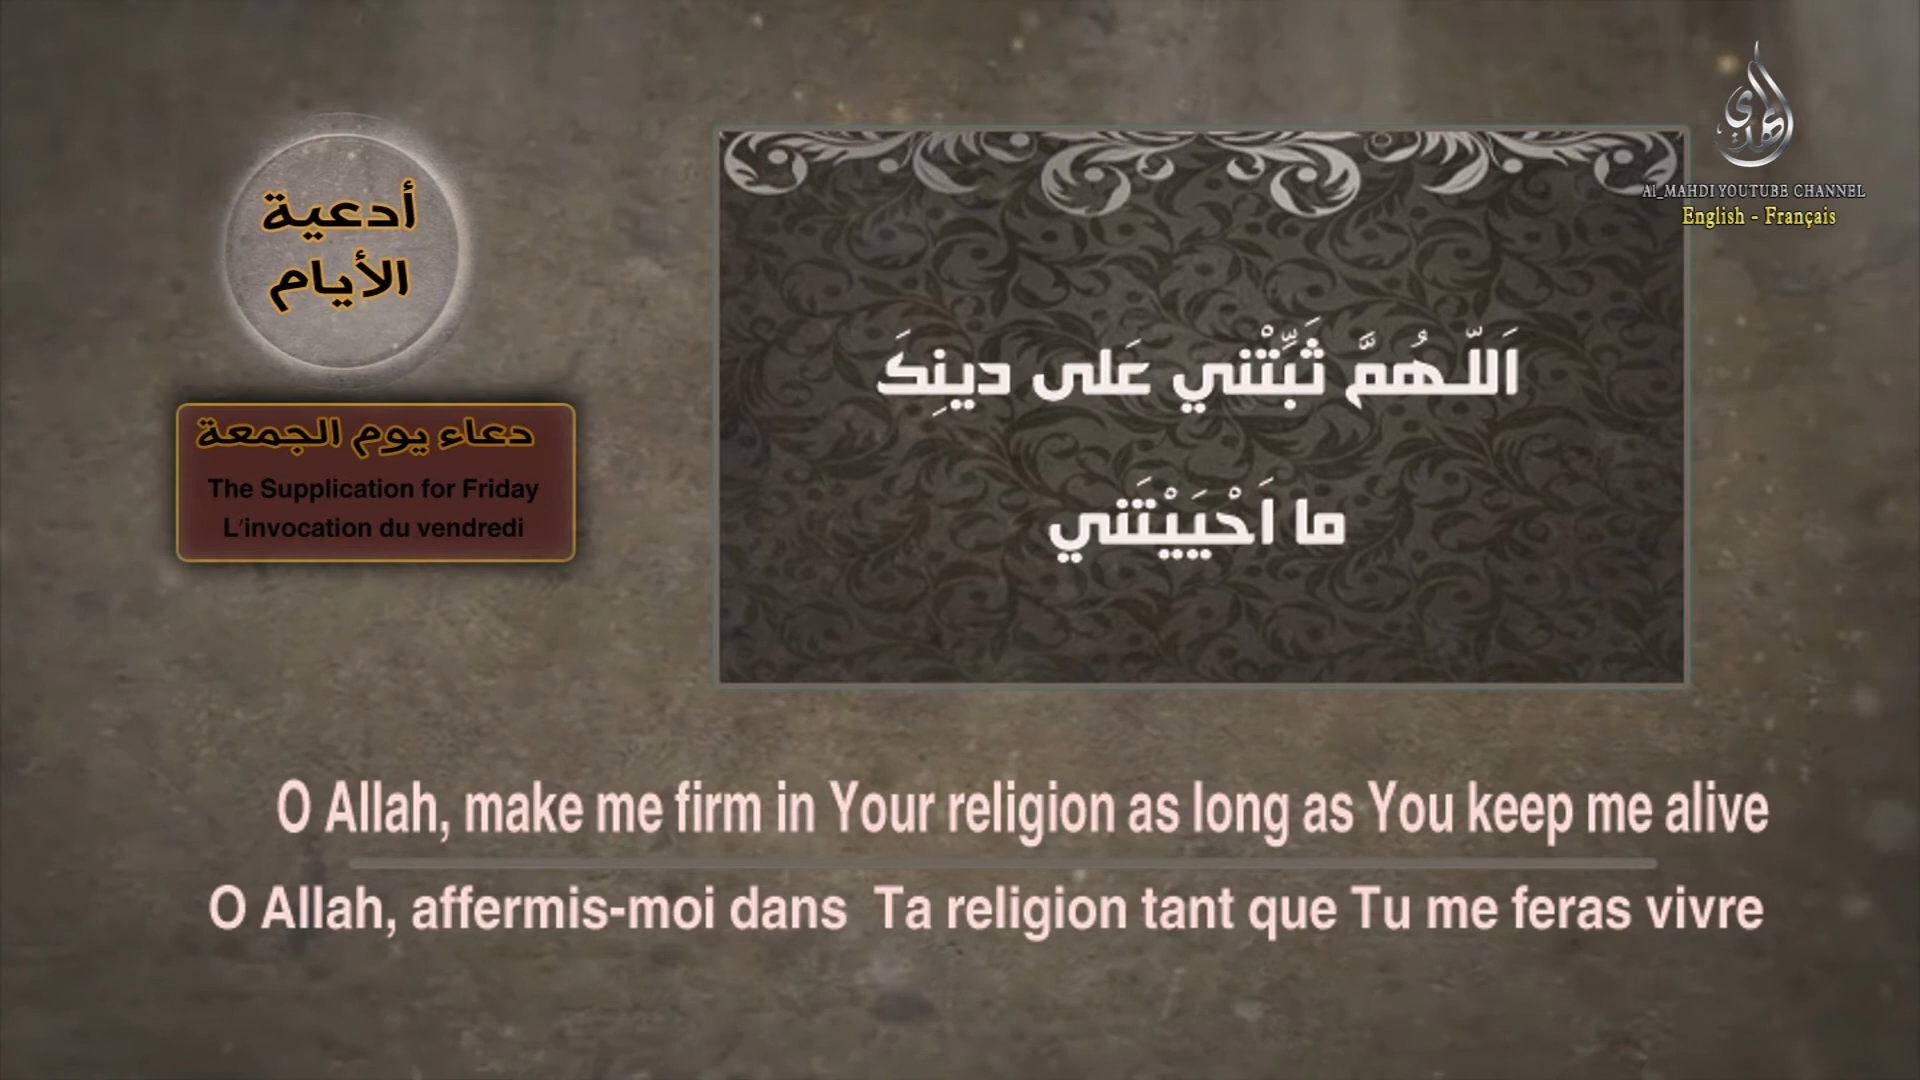 أدعية
الأيام
دعاء يوم الجمعة
The Supplication for Friday
L'invocation du vendredi
المهدي
Al_MAHDI YOUTUBE CHANNEL
English - Français
اَللّـهُمَّ ثَبِّتْني عَلى دينِكَ
ما اَحْيَيْتَني
O Allah, make me firm in Your religion as long as You keep me alive
O Allah, affermis-moi dans Ta religion tant que Tu me feras vivre